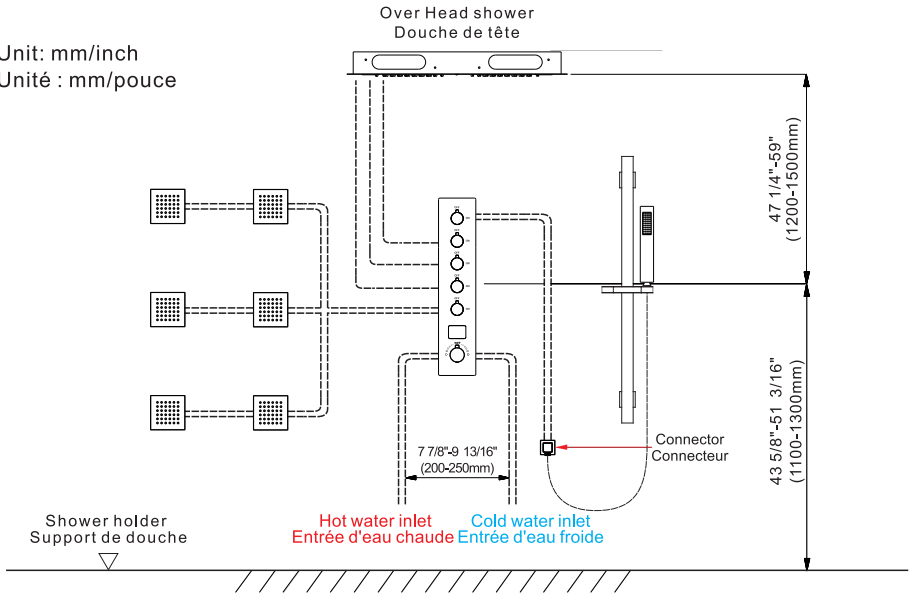 Over Head shower
Douche de tête
Unit: mm/inch
Unité : mm/pouce
47 1/4"-59"
(1200-1500mm)
43 5/8"-51 3/16"
(1100-1300mm)
Connector
Connecteur
7 7/8"-9 13/16"
(200-250mm)
Hot water inlet
Entrée d'eau chaude
Cold water inlet
Entrée d'eau froide
Shower holder
Support de douche